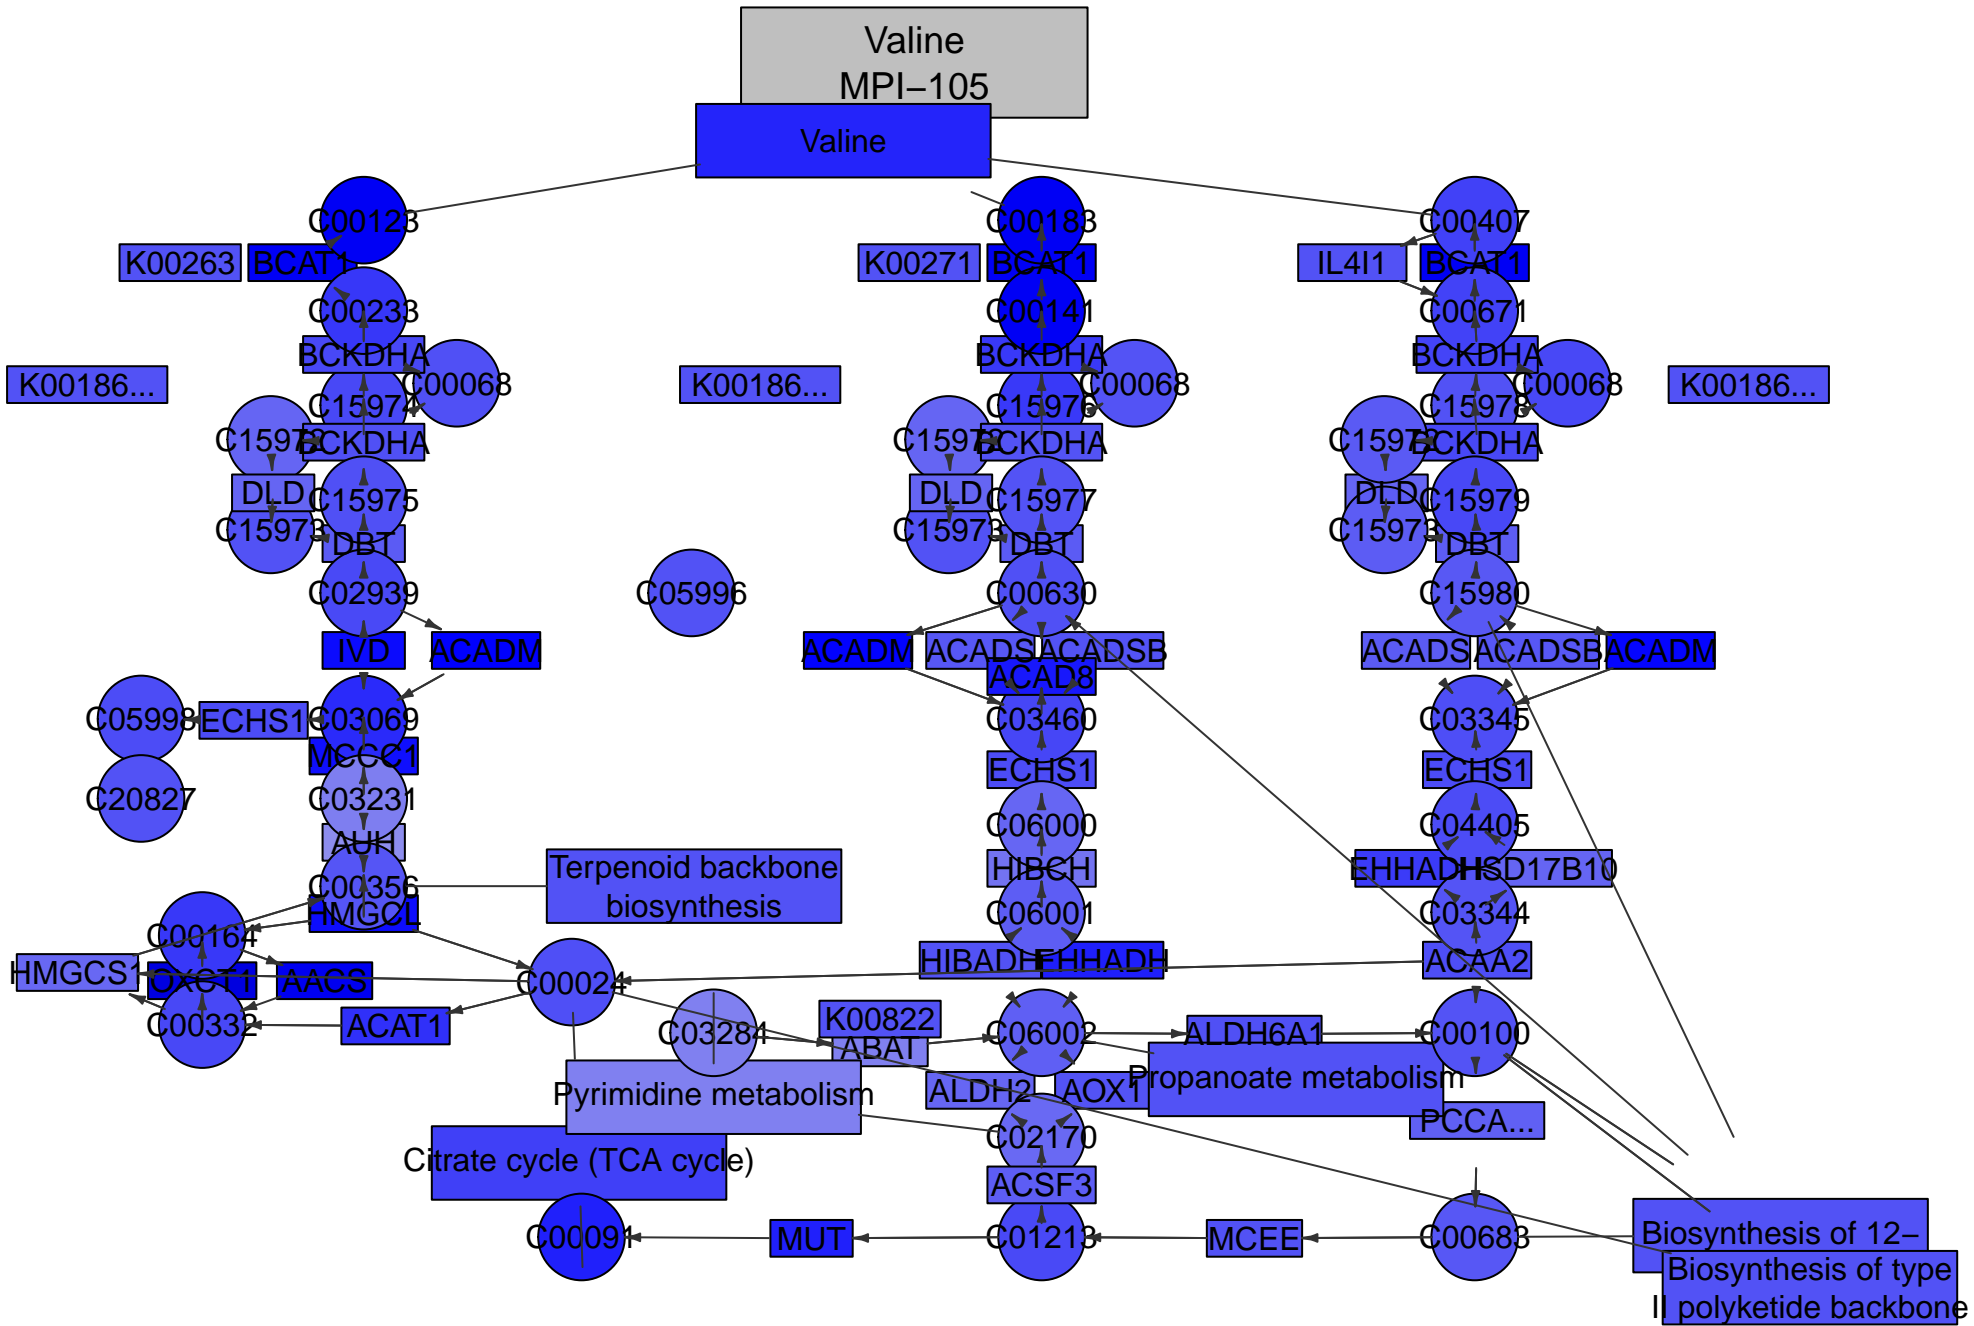 Valine
MPI–105
Valine
C00123
C00183
C00407
K00263
BCAT1
K00271
BCAT1
IL4I1
BCAT1
C00233
C00141
C00671
BCKDHA
BCKDHA
BCKDHA
K00186...
C00068
K00186...
C00068
C00068
K00186...
C15974
C15976
C15978
C15972
BCKDHA
C15972
BCKDHA
C15972
BCKDHA
DLD
C15975
DLD
C15977
DLD
C15979
C15973
DBT
C15973
DBT
C15973
DBT
C02939
C05996
C00630
C15980
IVD
ACADM
ACADM
ACADS
ACADSB
ACADS
ACADSB
ACADM
ACAD8
C05998
ECHS1
C03069
C03460
C03345
MCCC1
ECHS1
ECHS1
C20827
C03231
C06000
C04405
AUH
HIBCH
EHHADH
HSD17B10
Terpenoid backbone
biosynthesis
C00356
HMGCL
C06001
C03344
C00164
HIBADH
EHHADH
ACAA2
HMGCS1
OXCT1
AACS
C00024
C00332
ACAT1
C03284
K00822
ABAT
C06002
ALDH6A1
C00100
Pyrimidine metabolism
ALDH2
AOX1
Propanoate metabolism
PCCA...
C02170
Citrate cycle (TCA cycle)
ACSF3
C00091
MUT
C01213
MCEE
C00683
Biosynthesis of 12–
Biosynthesis of type
II polyketide backbone